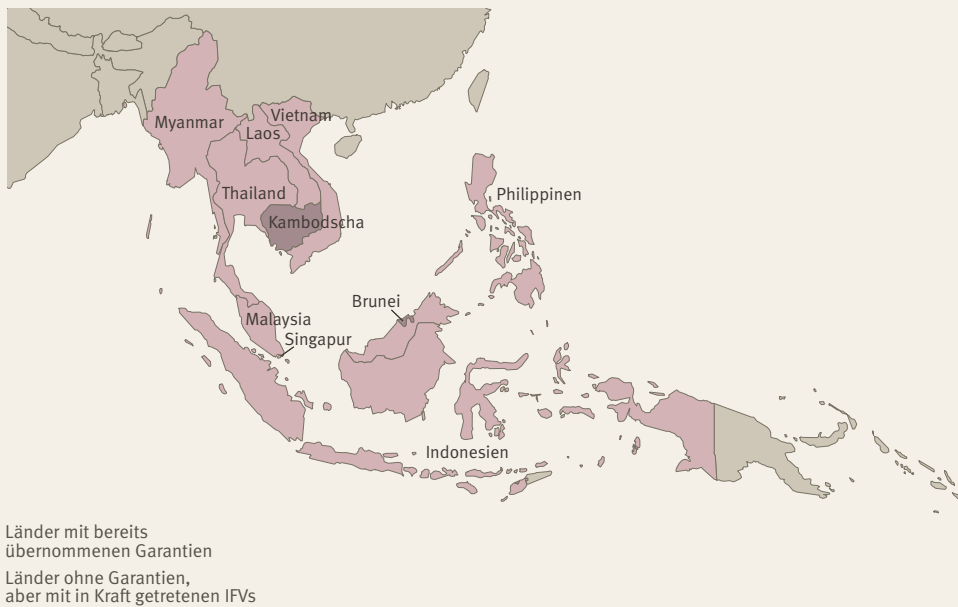 Vietnam
Myanmar
Laos
Thailand
Philippinen
Kambodscha
Brunei
Malaysia
Singapur
Indonesien
Länder mit bereits
übernommenen Garantien
Länder ohne Garantien,
aber mit in Kraft getretenen IFVs